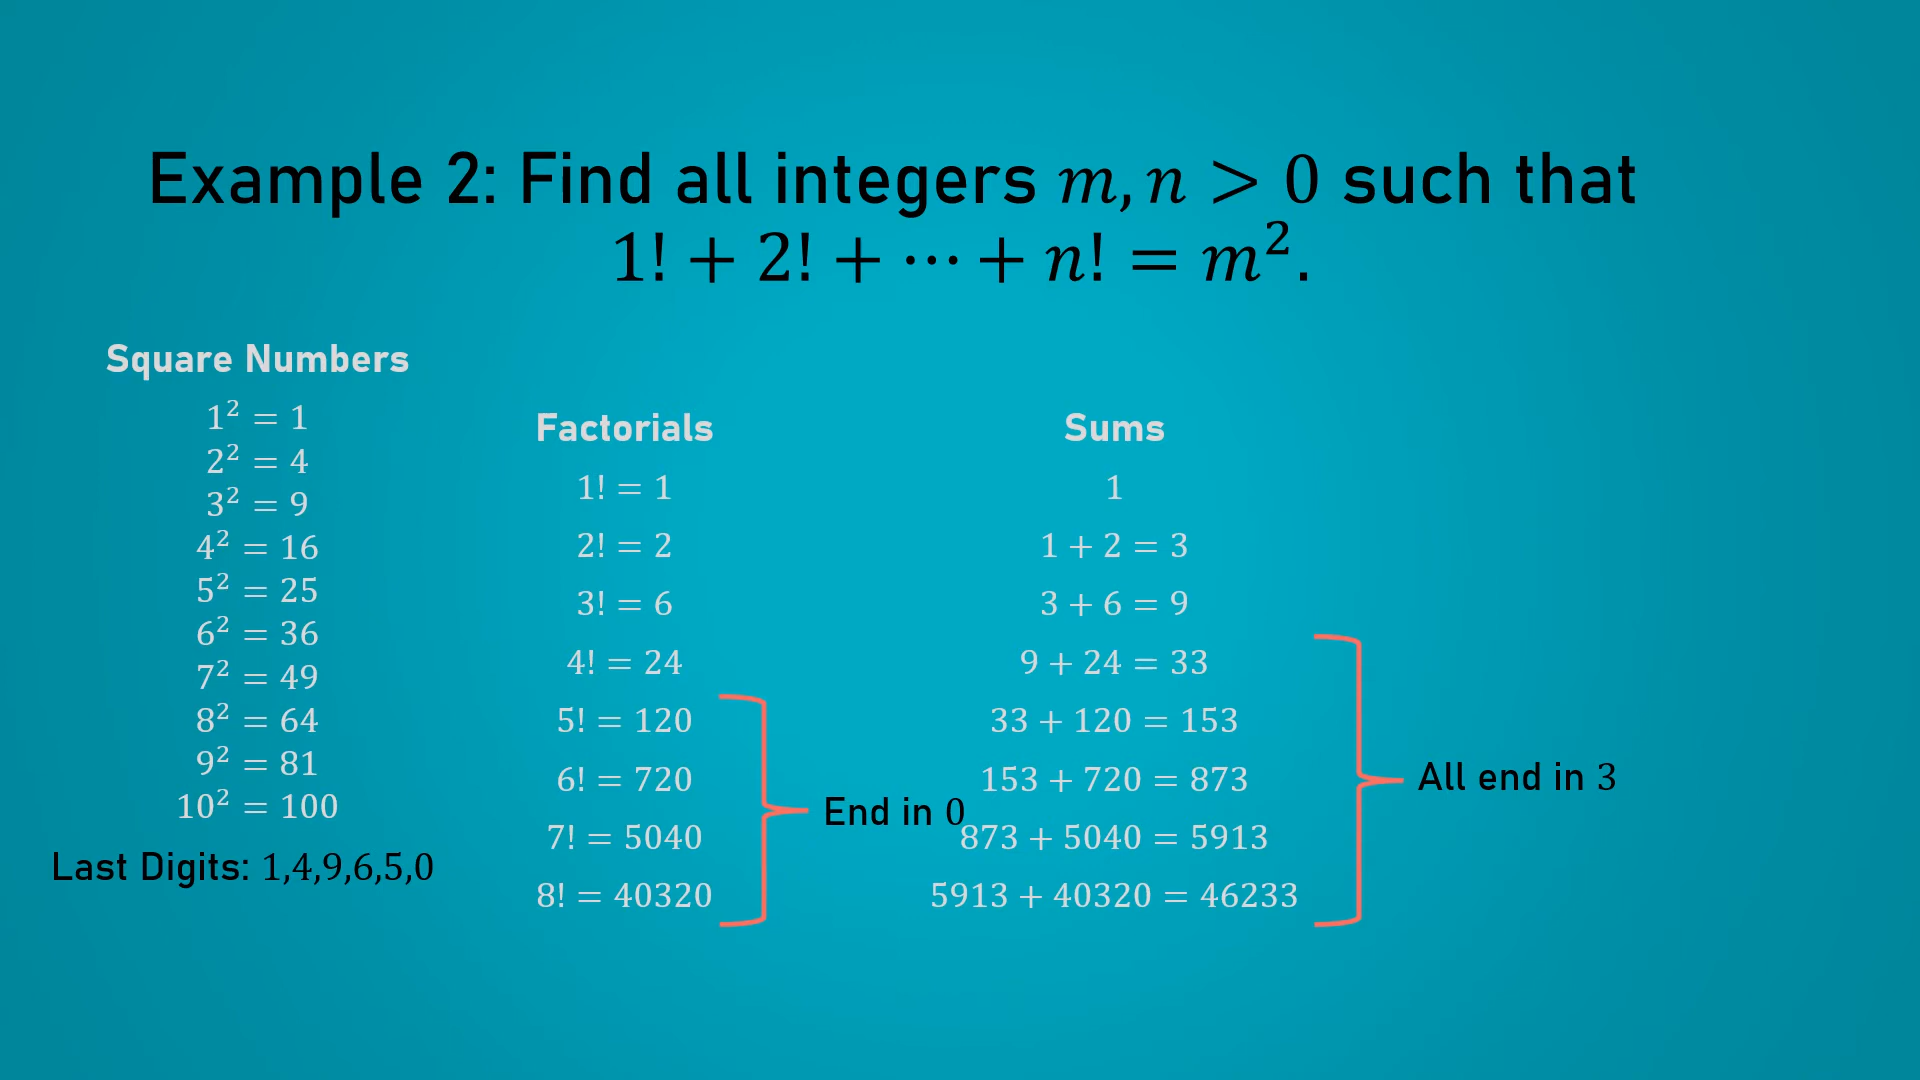 Example 2: Find all integers m, n > 0 such that
1! + 2! + ⋯ + n! = m².
Square Numbers
1² = 1
2² = 4
3² = 9
4² = 16
5² = 25
6² = 36
7² = 49
8² = 64
9² = 81
10² = 100
Last Digits: 1,4,9,6,5,0
Factorials
1! = 1
2! = 2
3! = 6
4! = 24
5! = 120
6! = 720
7! = 5040
8! = 40320
End in 0
Sums
1
1 + 2 = 3
3 + 6 = 9
9 + 24 = 33
33 + 120 = 153
153 + 720 = 873
873 + 5040 = 5913
5913 + 40320 = 46233
All end in 3